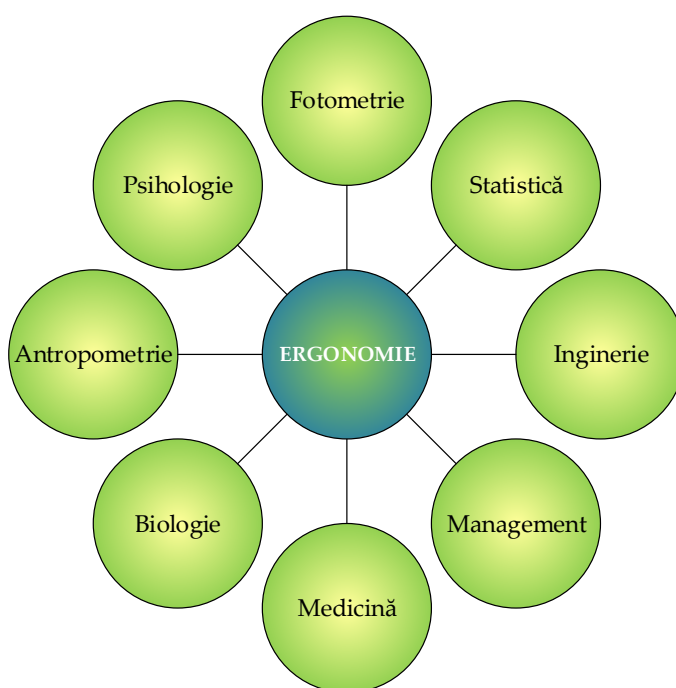 Fotometrie
Psihologie
Statistică
Antropometrie
ERGONOMIE
Inginerie
Biologie
Management
Medicină